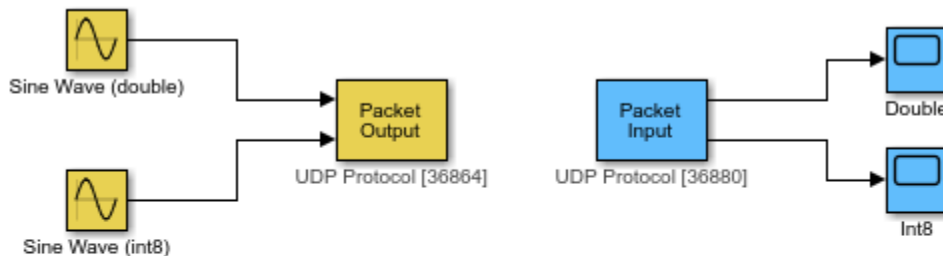 Sine Wave (double)
Packet
Output
UDP Protocol [36864]
Sine Wave (int8)
Packet
Input
UDP Protocol [36880]
Double
Int8